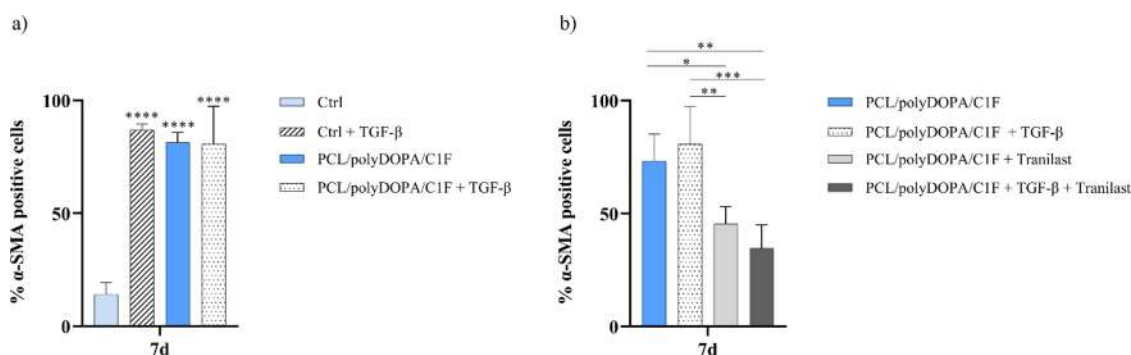 a)
% α-SMA positive cells
100
50
0
****
****
****
7d
Ctrl
Ctrl + TGF-β
PCL/polyDOPA/C1F
PCL/polyDOPA/C1F + TGF-β
b)
% α-SMA positive cells
100
50
0
**
*
***
**
7d
PCL/polyDOPA/C1F
PCL/polyDOPA/C1F + TGF-β
PCL/polyDOPA/C1F + Tranilast
PCL/polyDOPA/C1F + TGF-β + Tranilast